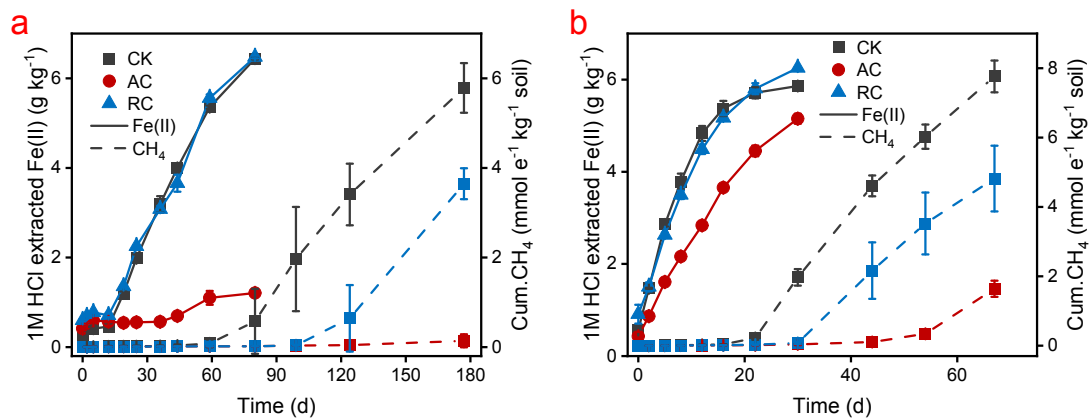 a
CK
AC
RC
Fe(II)
CH4
1M HCl extracted Fe(II) (g kg-1)
0
2
4
6
Cum.CH4 (mmol e-1 kg-1 soil)
0
2
4
6
0 30 60 90 120 150 180
Time (d)
b
CK
AC
RC
Fe(II)
CH4
1M HCl extracted Fe(II) (g kg-1)
0
2
4
6
Cum.CH4 (mmol e-1 kg-1 soil)
0
2
4
6
8
0 20 40 60
Time (d)